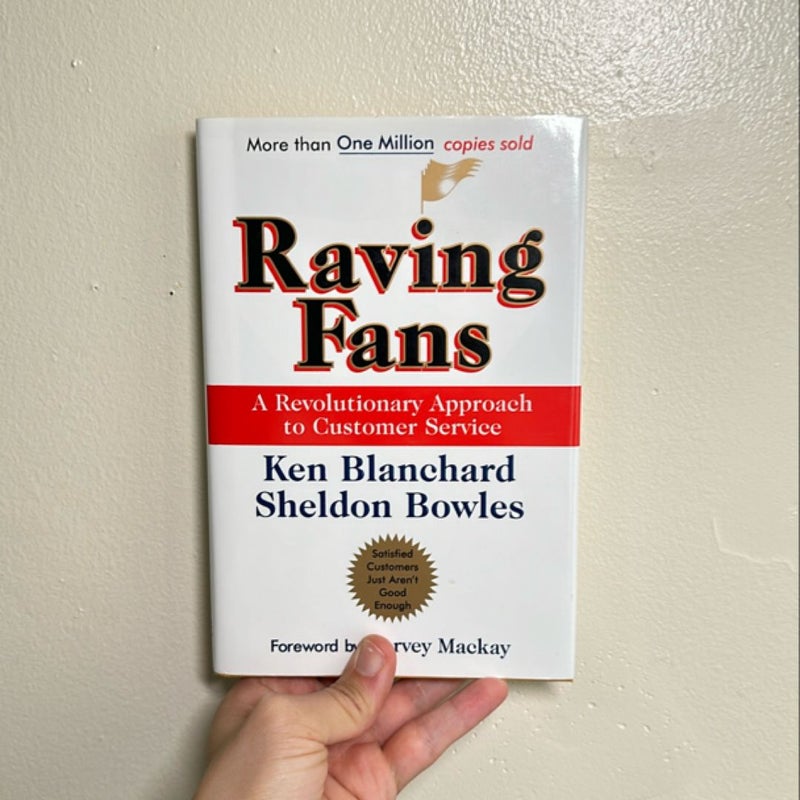 More than One Million copies sold
Raving
Fans
A Revolutionary Approach
to Customer Service
Ken Blanchard
Sheldon Bowles
Satisfied
Customers
Just Aren't
Good
Enough
Foreword by Mackay